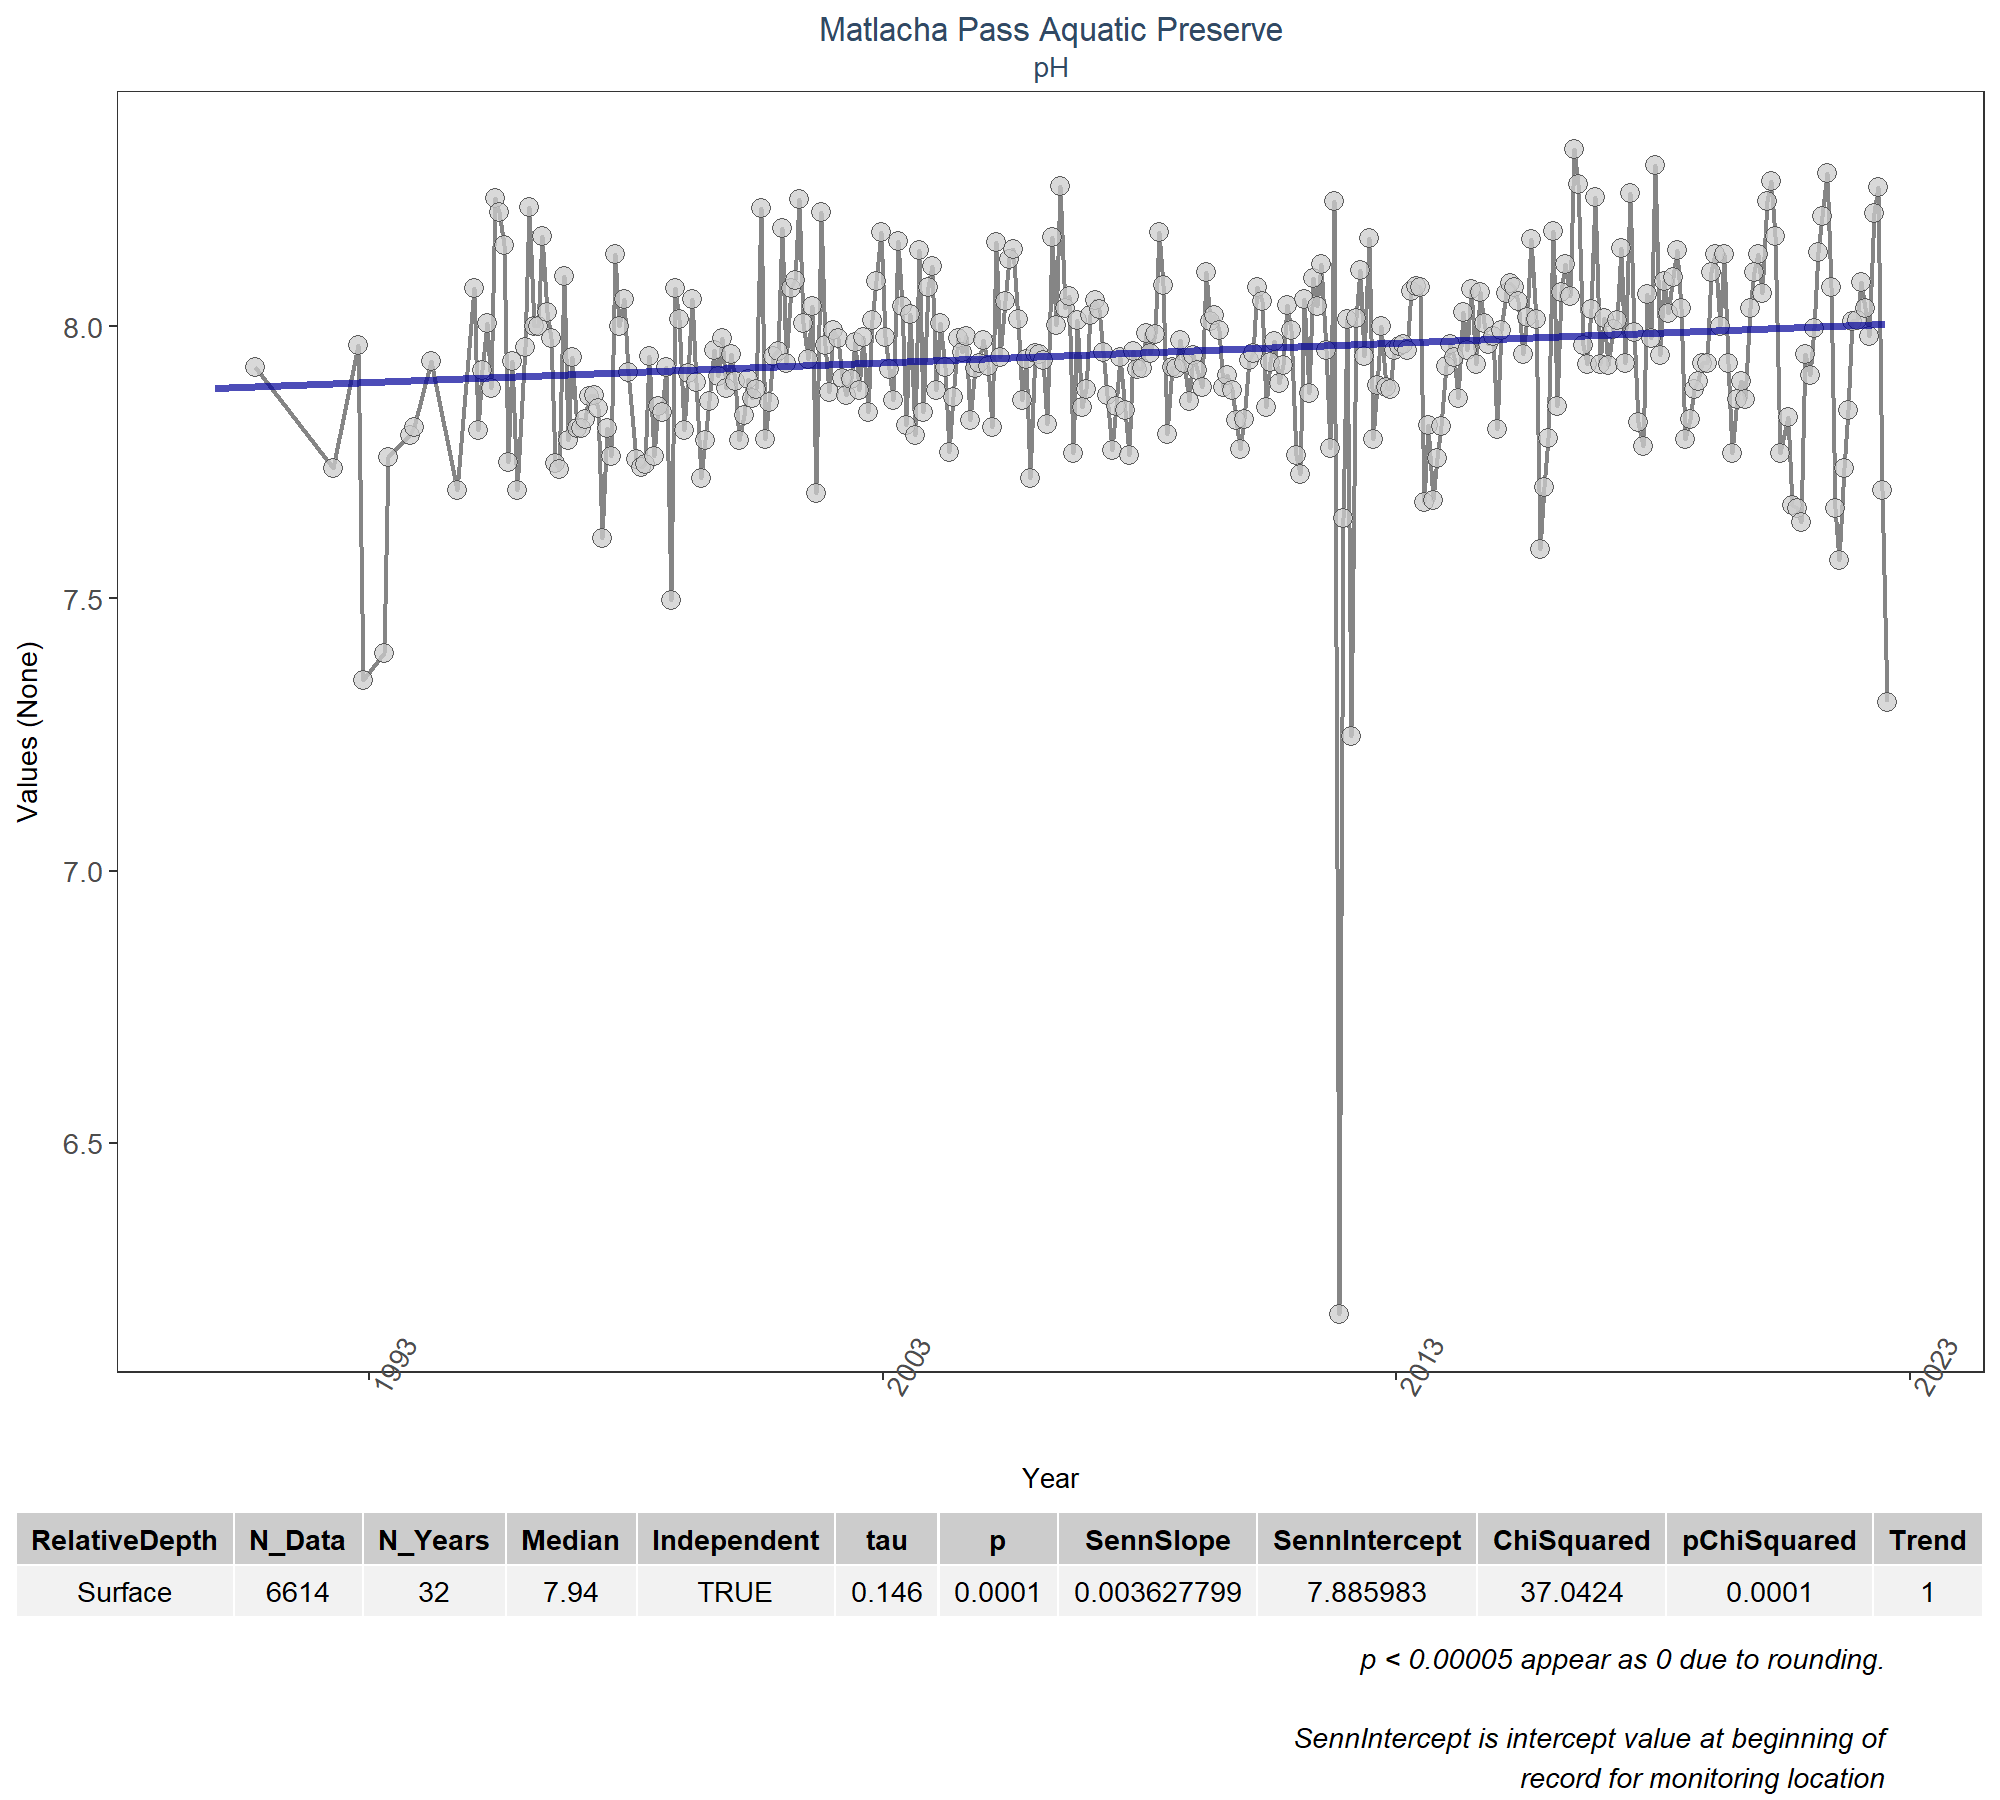 Matlacha Pass Aquatic Preserve
pH
Values (None)
8.0
7.5
7.0
6.5
1993
2003
2013
2023
Year
RelativeDepth N_Data N_Years Median Independent tau p SennSlope SennIntercept ChiSquared pChiSquared Trend
Surface 6614 32 7.94 TRUE 0.146 0.0001 0.003627799 7.885983 37.0424 0.0001 1
p < 0.00005 appear as 0 due to rounding.
SennIntercept is intercept value at beginning of
record for monitoring location